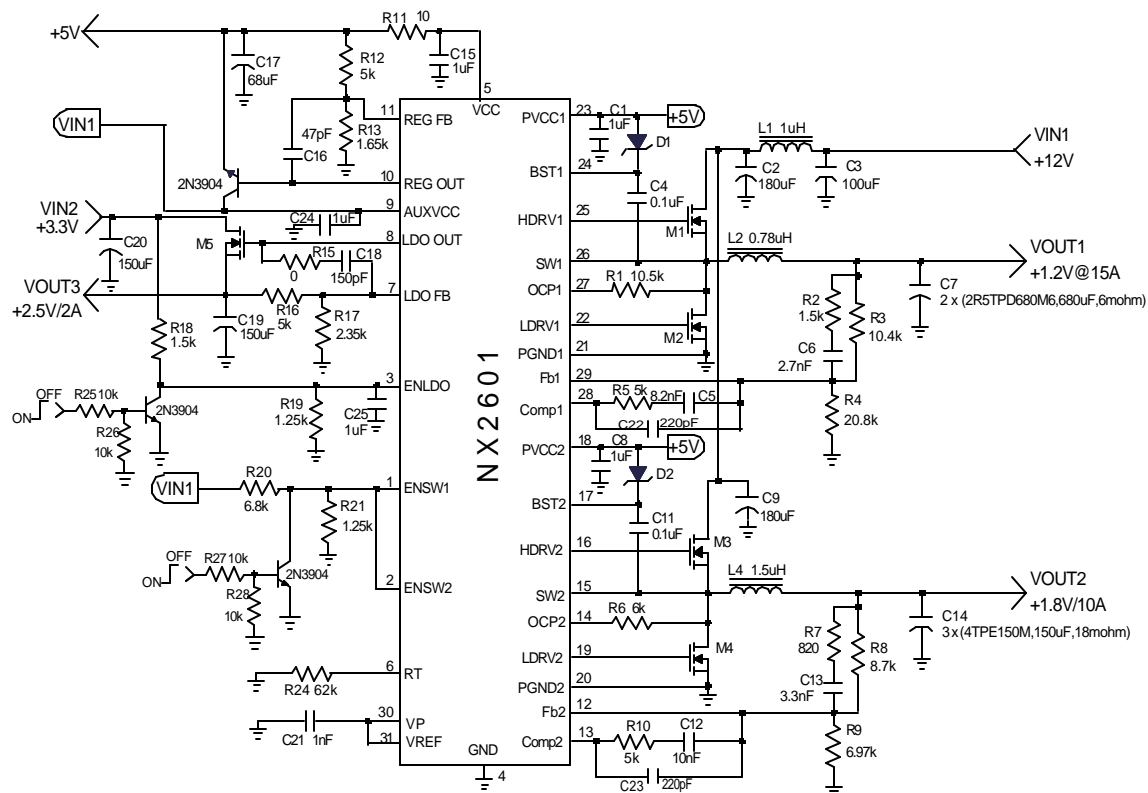 +5V
C17
68uF
R11 10
R12
5k
C15
1uF
5
VCC
VIN1
47pF
C16
R13
1.65k
11
REG FB
2N3904
10
REG OUT
9
AUXVCC
VIN2
+3.3V
C24
1uF
8
LDO OUT
C20
150uF
M5
R15
0
C18
150pF
7
LDO FB
VOUT3
+2.5V/2A
R16
5k
C19
150uF
R17
2.35k
R18
1.5k
3
ENLDO
ON
OFF
R25 10k
R26
10k
2N3904
R19
1.25k
C25
1uF
VIN1
R20
6.8k
1
ENSW1
R21
1.25k
ON
OFF
R27 10k
R28
10k
2N3904
2
ENSW2
R24 62k
6
RT
C21 1nF
30
VP
31
VREF
GND
4
NX2601
PVCC1
23
C1
1uF
+5V
D1
BST1
24
C4
0.1uF
L1 1uH
VIN1
+12V
C2
180uF
C3
100uF
HDRV1
25
M1
L2 0.78uH
SW1
26
VOUT1
+1.2V@15A
OCP1
27
R1 10.5k
C7
2 x (2R5TPD680M6,680uF,6mohm)
R2
1.5k
R3
10.4k
LDRV1
22
M2
PGND1
21
C6
2.7nF
Fb1
29
Comp1
28
R5 5k
8.2nF
C5
C22
220pF
R4
20.8k
PVCC2
18
C8
1uF
+5V
D2
BST2
17
C11
0.1uF
C9
180uF
HDRV2
16
M3
L4 1.5uH
SW2
15
VOUT2
+1.8V/10A
OCP2
14
R6 6k
C14
3 x (4TPE150M,150uF,18mohm)
R7
820
R8
8.7k
LDRV2
19
M4
PGND2
20
C13
3.3nF
Fb2
12
Comp2
13
R10
5k
C12
10nF
C23
220pF
R9
6.97k